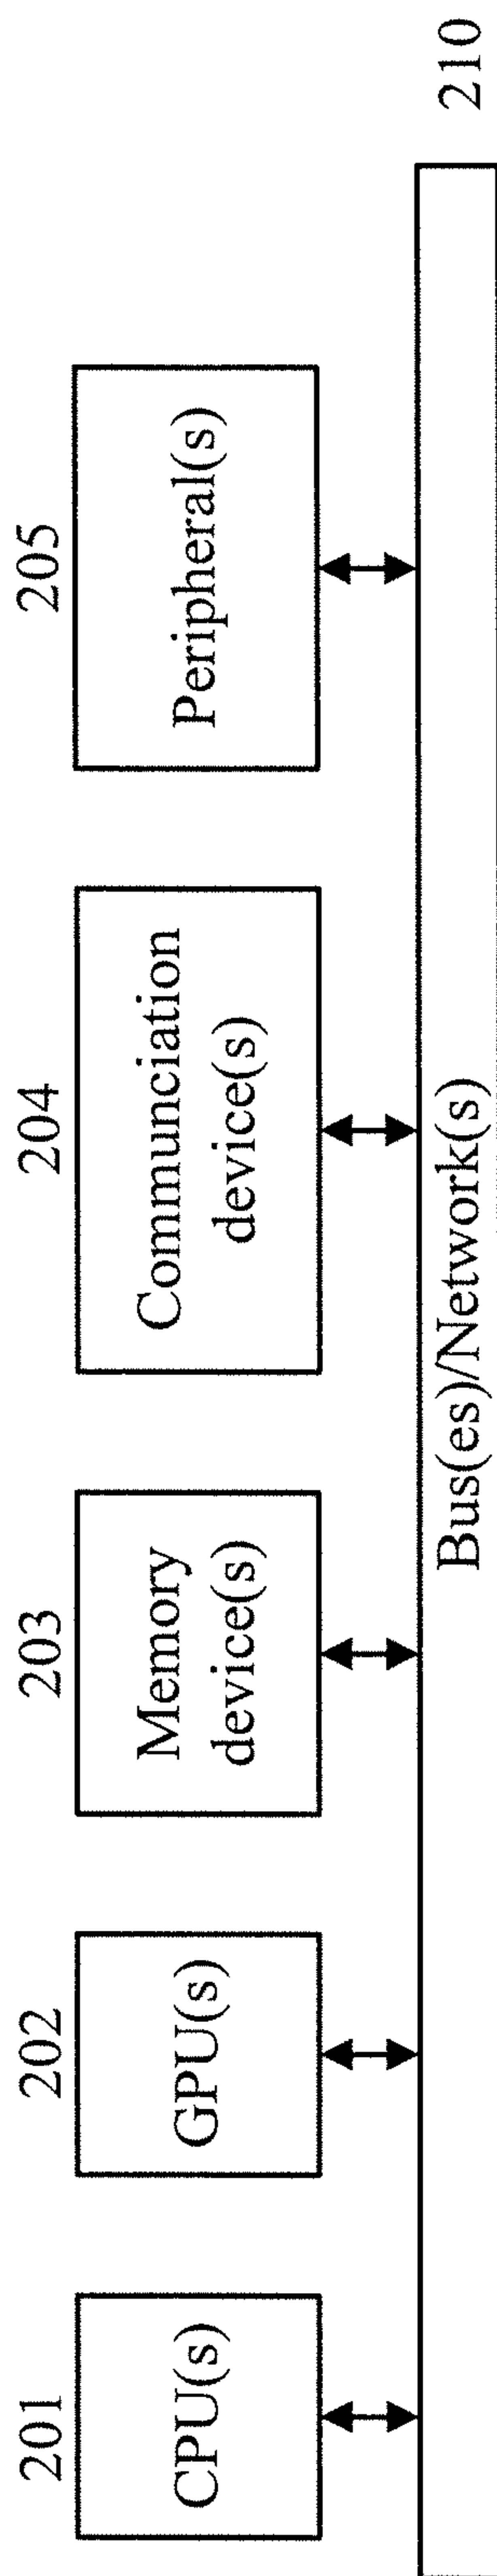 201
CPU(s)
202
GPU(s)
203
Memory
device(s)
204
Communciation
device(s)
205
Peripheral(s)
Bus(es)/Network(s)
210